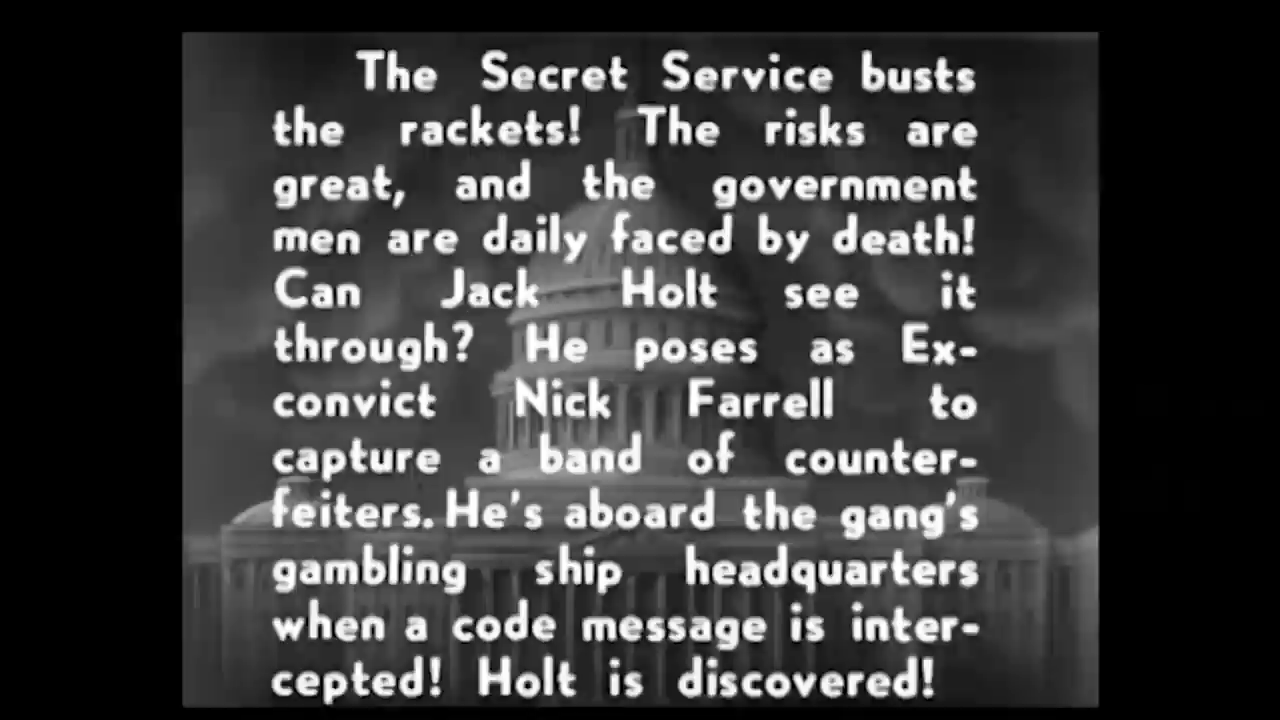 The Secret Service busts
the rackets! The risks are
great, and the government
men are daily faced by death!
Can Jack Holt see it
through? He poses as Ex-
convict Nick Farrell to
capture a band of counter-
feiters. He's aboard the gang's
gambling ship headquarters
when a code message is inter-
cepted! Holt is discovered!